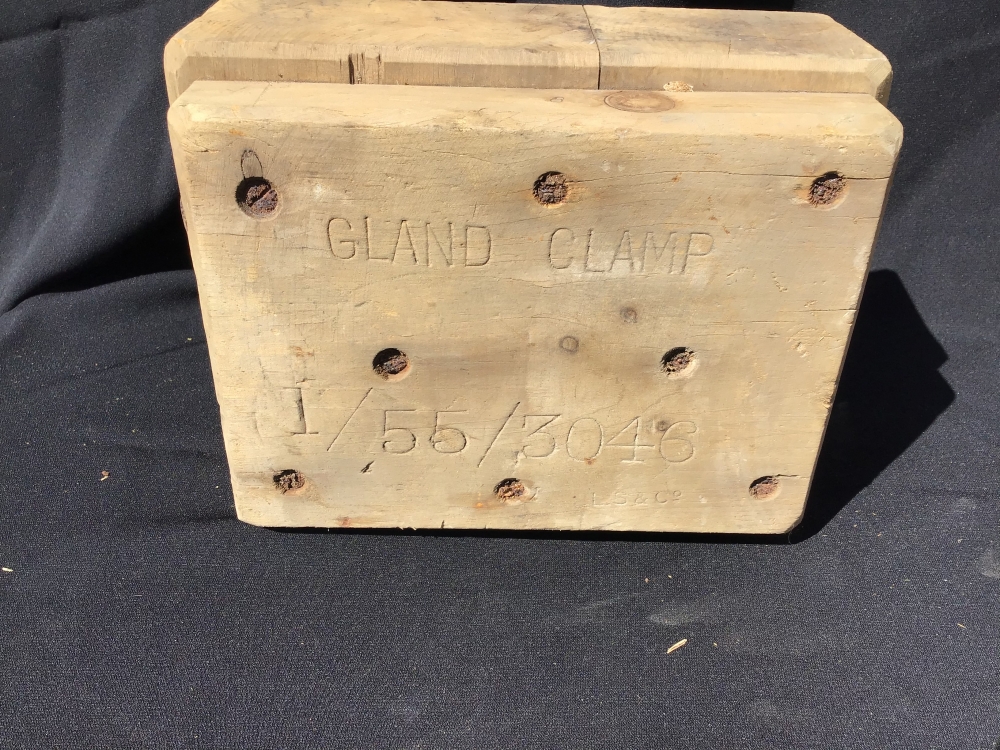 GLAND CLAMP
1/55/3046
L.S & Cº